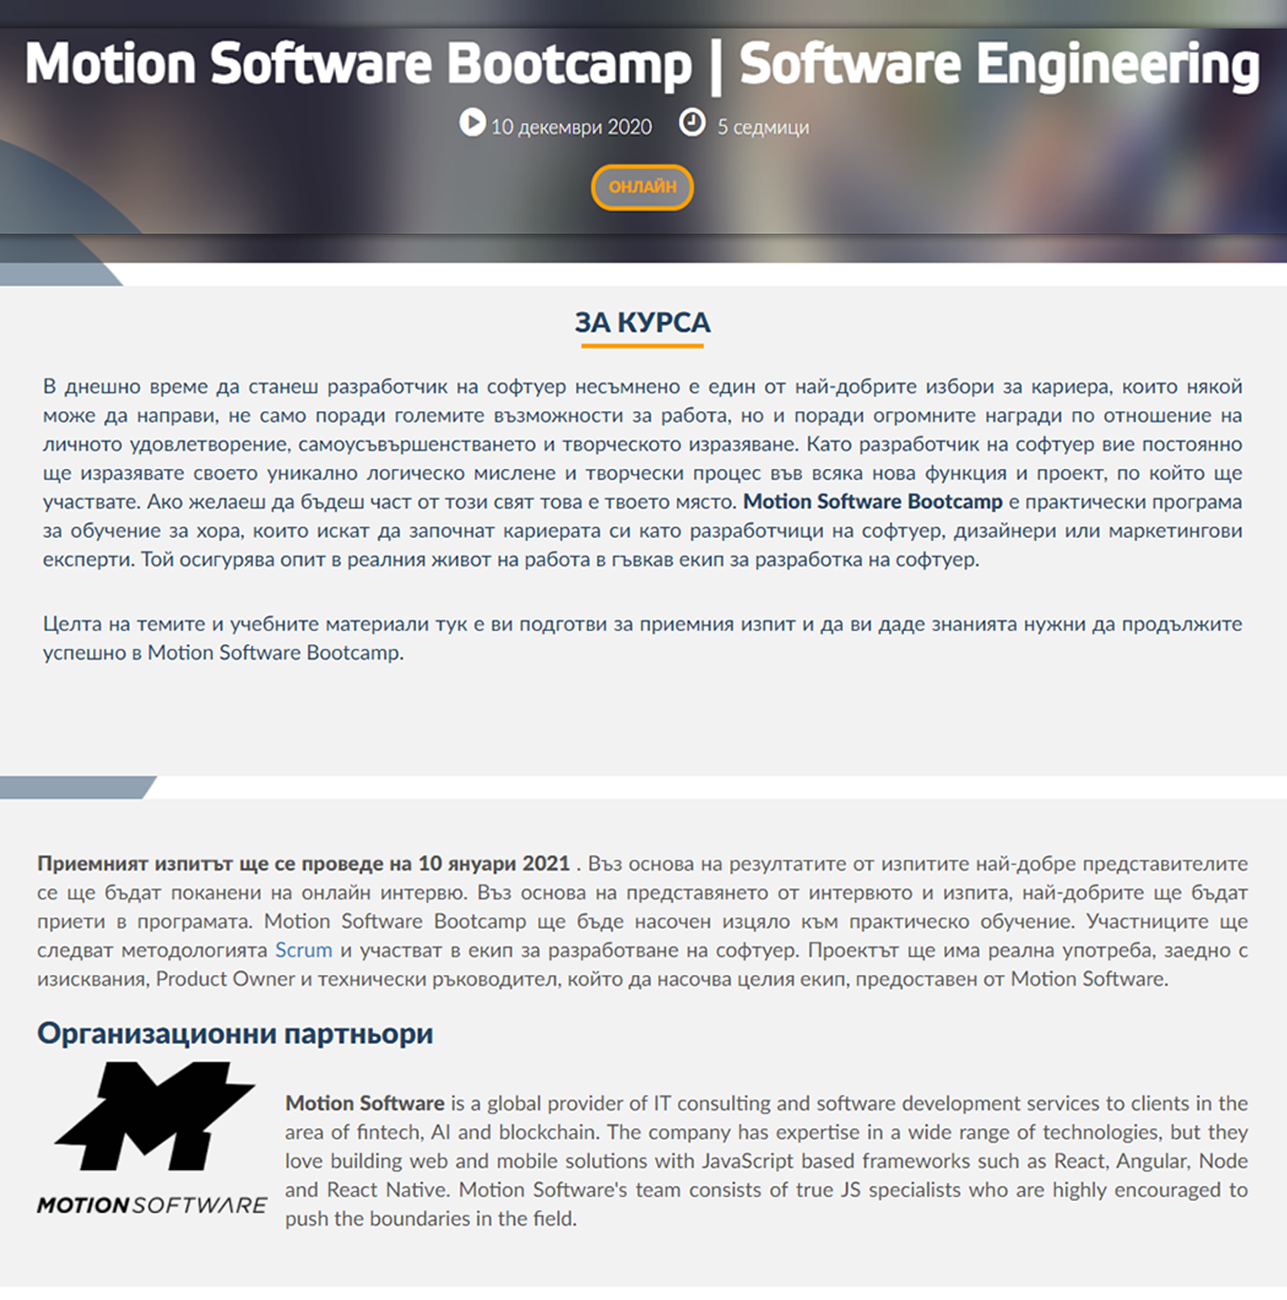 Motion Software Bootcamp | Software Engineering
10 декември 2020 5 седмици
ОНЛАЙН
ЗА КУРСА
В днешно време да станеш разработчик на софтуер несъмнено е един от най-добрите избори за кариера, които някой
може да направи, не само поради големите възможности за работа, но и поради огромните награди по отношение на
личното удовлетворение, самоусъвършенстването и творческото изразяване. Като разработчик на софтуер вие постоянно
ще изразявате своето уникално логическо мислене и творчески процес във всяка нова функция и проект, по който ще
участвате. Ако желаеш да бъдеш част от този свят това е твоето място. Motion Software Bootcamp е практически програма
за обучение за хора, които искат да започнат кариерата си като разработчици на софтуер, дизайнери или маркетингови
експерти. Той осигурява опит в реалния живот на работа в гъвкав екип за разработка на софтуер.
Целта на темите и учебните материали тук е ви подготви за приемния изпит и да ви даде знанията нужни да продължите
успешно в Motion Software Bootcamp.
Приемният изпитът ще се проведе на 10 януари 2021 . Въз основа на резултатите от изпитите най-добре представителите
се ще бъдат поканени на онлайн интервю. Въз основа на представянето от интервюто и изпита, най-добрите ще бъдат
приети в програмата. Motion Software Bootcamp ще бъде насочен изцяло към практическо обучение. Участниците ще
следват методологията Scrum и участват в екип за разработване на софтуер. Проектът ще има реална употреба, заедно с
изисквания, Product Owner и технически ръководител, който да насочва целия екип, предоставен от Motion Software.
Организационни партньори
MOTIONSOFTWARE
Motion Software is a global provider of IT consulting and software development services to clients in the
area of fintech, AI and blockchain. The company has expertise in a wide range of technologies, but they
love building web and mobile solutions with JavaScript based frameworks such as React, Angular, Node
and React Native. Motion Software's team consists of true JS specialists who are highly encouraged to
push the boundaries in the field.